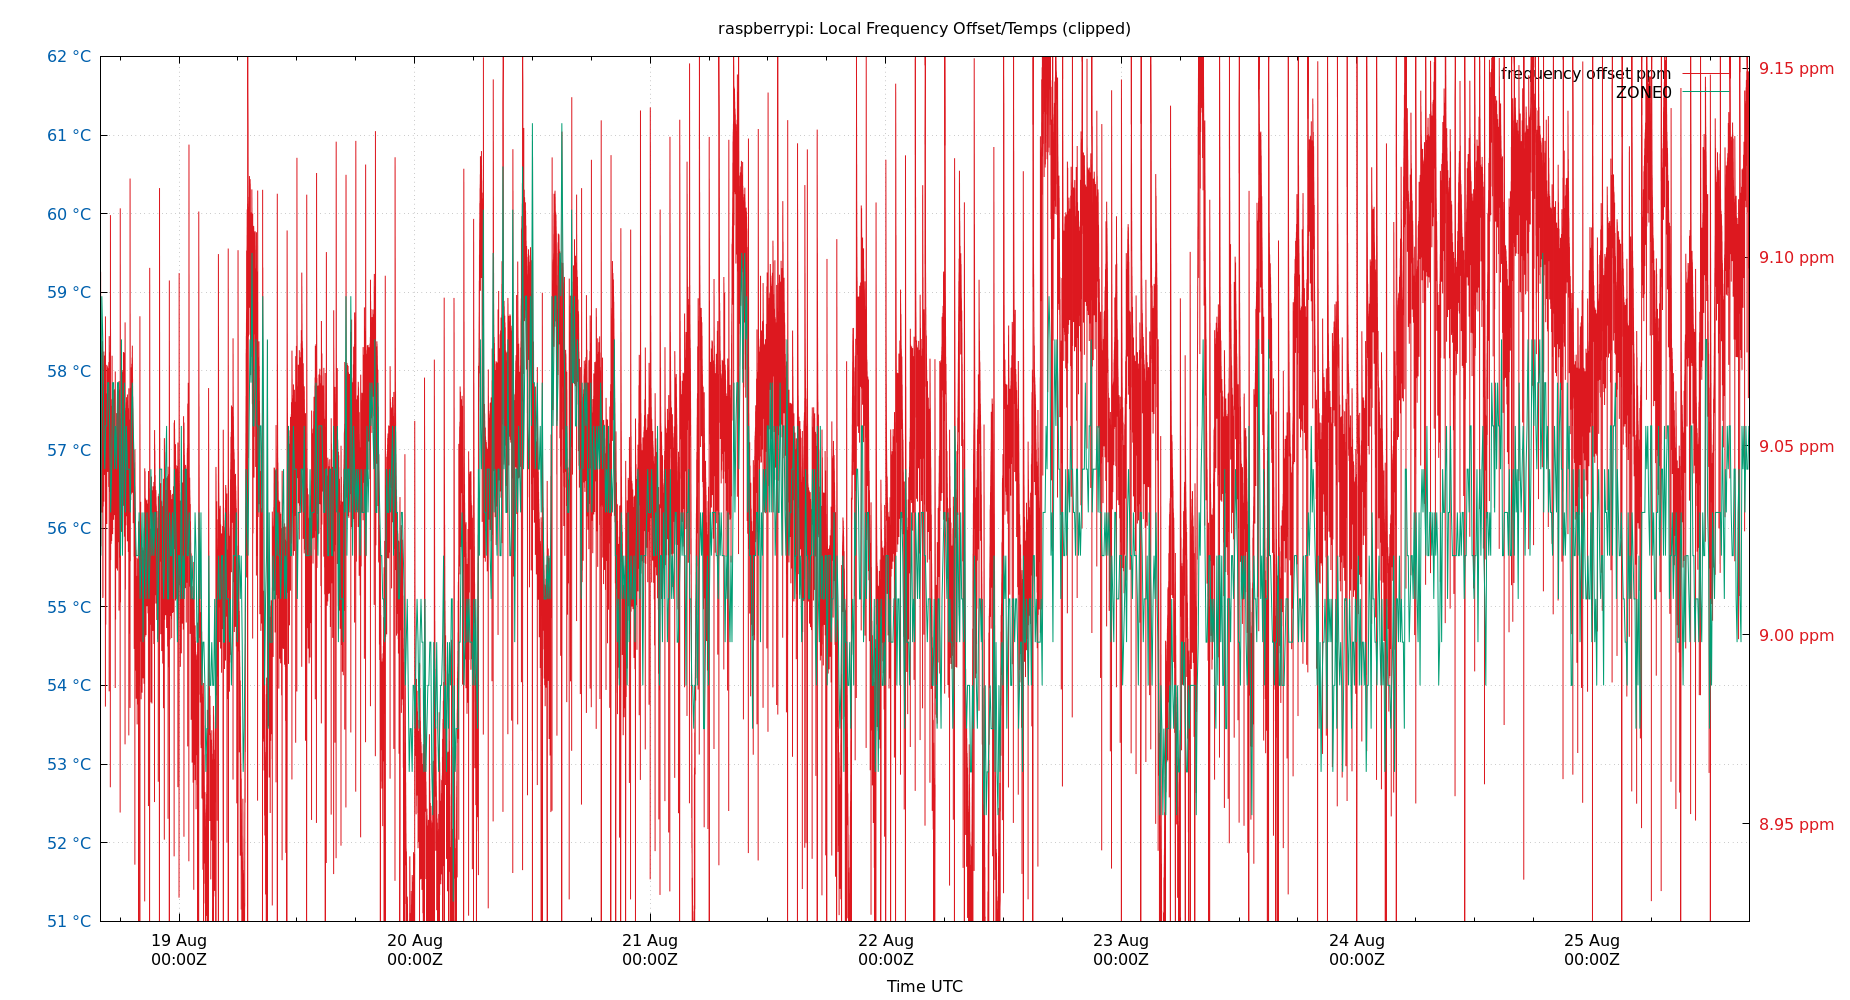 raspberrypi: Local Frequency Offset/Temps (clipped)
62 °C
61 °C
60 °C
59 °C
58 °C
57 °C
56 °C
55 °C
54 °C
53 °C
52 °C
51 °C
frequency offset ppm
ZONE0
9.15 ppm
9.10 ppm
9.05 ppm
9.00 ppm
8.95 ppm
19 Aug
00:00Z
20 Aug
00:00Z
21 Aug
00:00Z
22 Aug
00:00Z
23 Aug
00:00Z
24 Aug
00:00Z
25 Aug
00:00Z
Time UTC